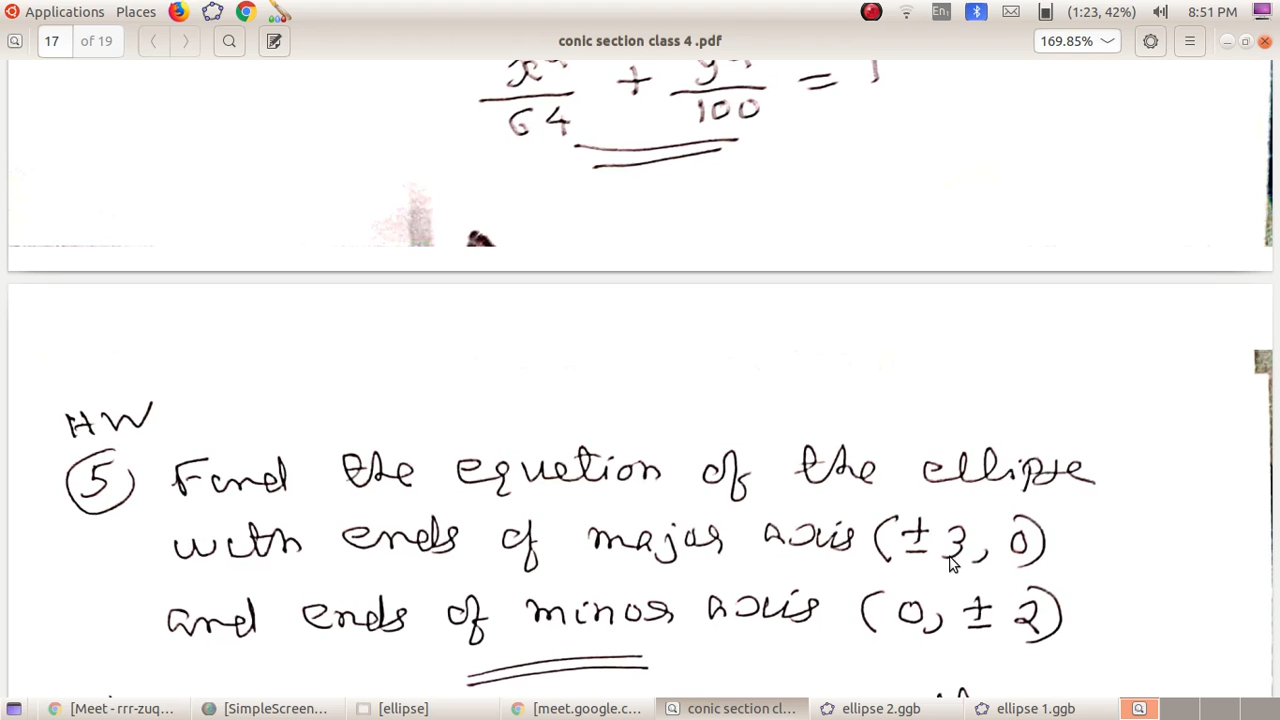 Applications Places En₁ (1:23, 42%) 8:51 PM
17 of 19 conic section class 4 .pdf 169.85%
x² + y² = 1
64 100
HW
5 Find the equation of the ellipse
with ends of major axis (± 3, 0)
and ends of minor axis (0, ± 2)
[Meet - rrr-zuq... [SimpleScreen... [ellipse] [meet.google.c... conic section cl... ellipse 2.ggb ellipse 1.ggb